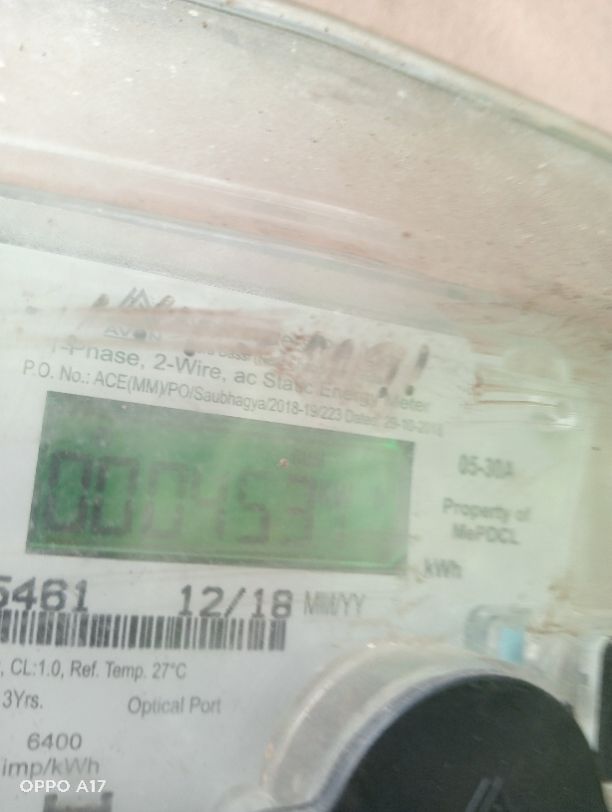 AVON
-Phase, 2-Wire, ac Static Energy Meter
P.O. No.: ACE(MM)/PO/Saubhagya/2018-19/223 Dated: 29-10-2018
000453
05-30A
Property of
MePDCL
kWh
5461
12/18 MM/YY
, CL:1.0, Ref. Temp. 27°C
3Yrs.
Optical Port
6400
imp/kWh
OPPO A17